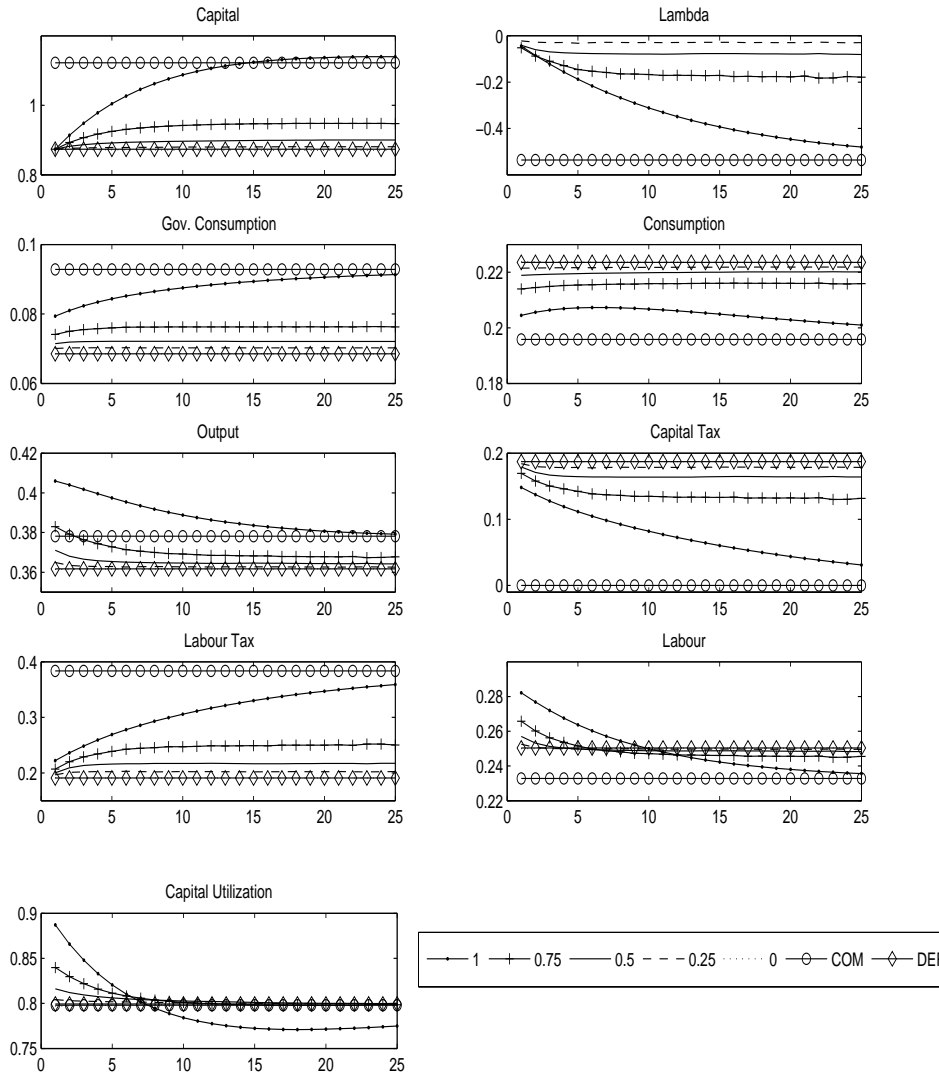 Capital
1
0.8
0 5 10 15 20 25
Lambda
0
−0.2
−0.4
0 5 10 15 20 25
Gov. Consumption
0.1
0.08
0.06
0 5 10 15 20 25
Consumption
0.22
0.2
0.18
0 5 10 15 20 25
Output
0.42
0.4
0.38
0.36
0 5 10 15 20 25
Capital Tax
0.2
0.1
0
0 5 10 15 20 25
Labour Tax
0.4
0.3
0.2
0 5 10 15 20 25
Labour
0.28
0.26
0.24
0.22
0 5 10 15 20 25
Capital Utilization
0.9
0.85
0.8
0.75
0 5 10 15 20 25
1 0.75 0.5 0.25 0 COM DEF